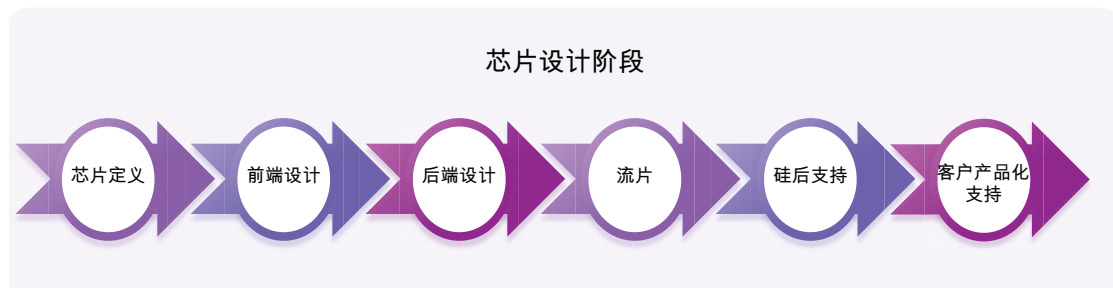 芯片设计阶段
芯片定义
前端设计
后端设计
流片
硅后支持
客户产品化
支持